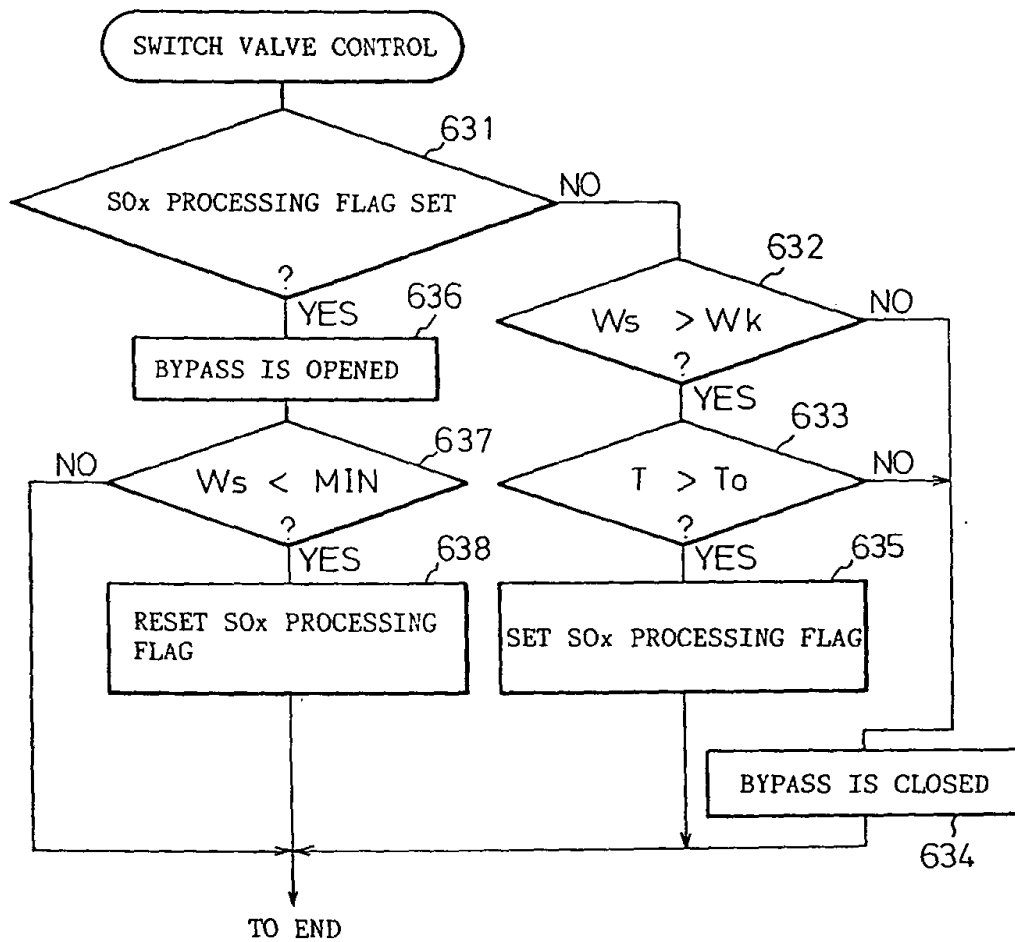 SWITCH VALVE CONTROL
631
SOx PROCESSING FLAG SET
?
NO
YES
636
BYPASS IS OPENED
632
Ws > Wk
?
NO
YES
637
Ws < MIN
?
NO
YES
633
T > To
?
NO
YES
638
RESET SOx PROCESSING
FLAG
635
SET SOx PROCESSING FLAG
BYPASS IS CLOSED
634
TO END